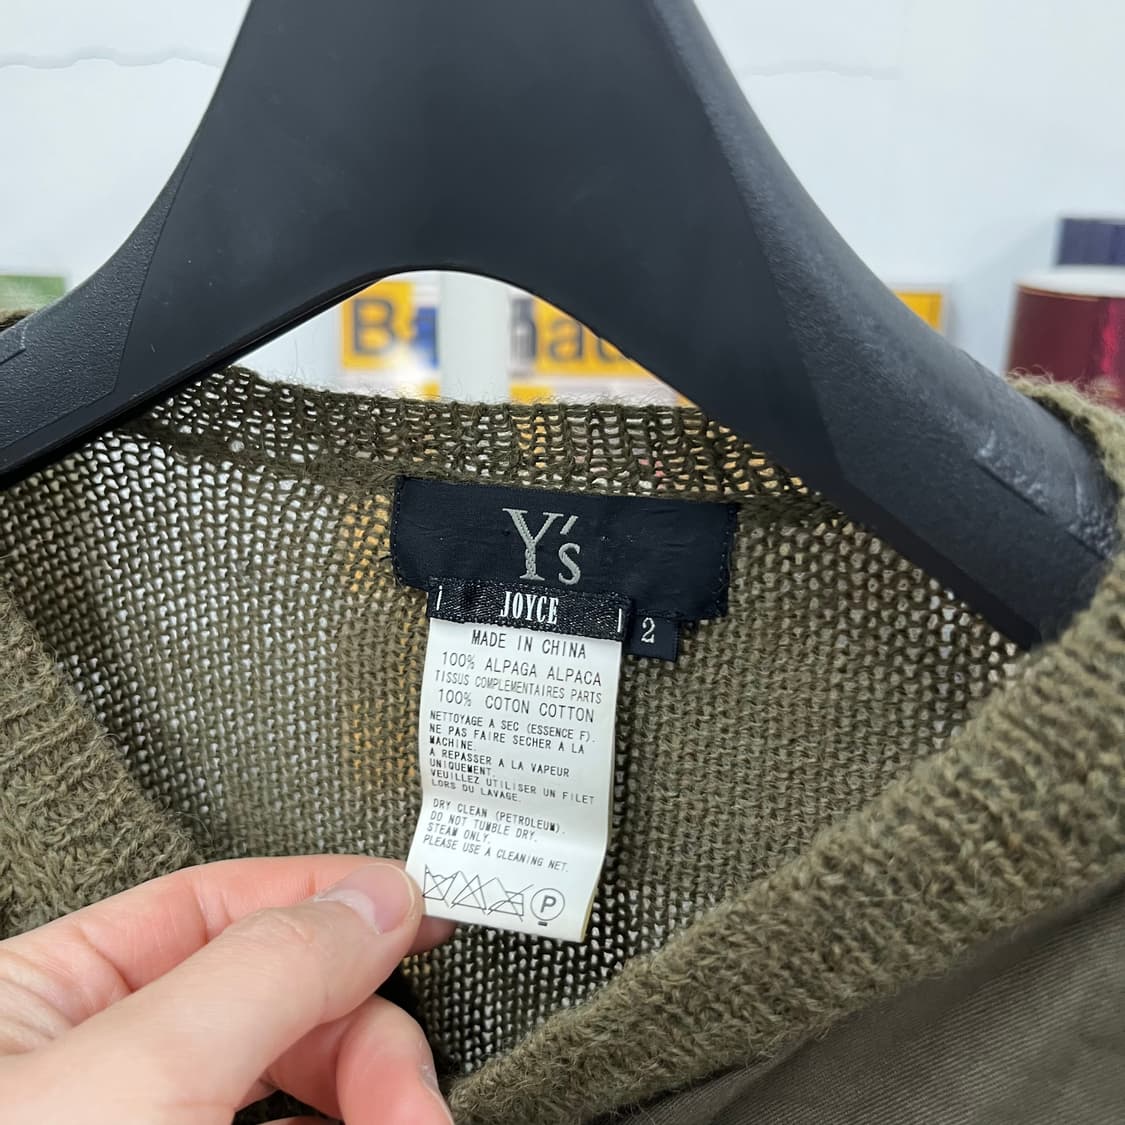 Y's
JOYCE
2
MADE IN CHINA
100% ALPAGA ALPACA
TISSUS COMPLEMENTAIRES PARTS
100% COTON COTTON
NETTOYAGE A SEC (ESSENCE F).
NE PAS FAIRE SECHER A LA
MACHINE.
A REPASSER A LA VAPEUR
UNIQUEMENT.
VEUILLEZ UTILISER UN FILET
LORS DU LAVAGE.
DRY CLEAN (PETROLEUM).
DO NOT TUMBLE DRY.
STEAM ONLY.
PLEASE USE A CLEANING NET.
P